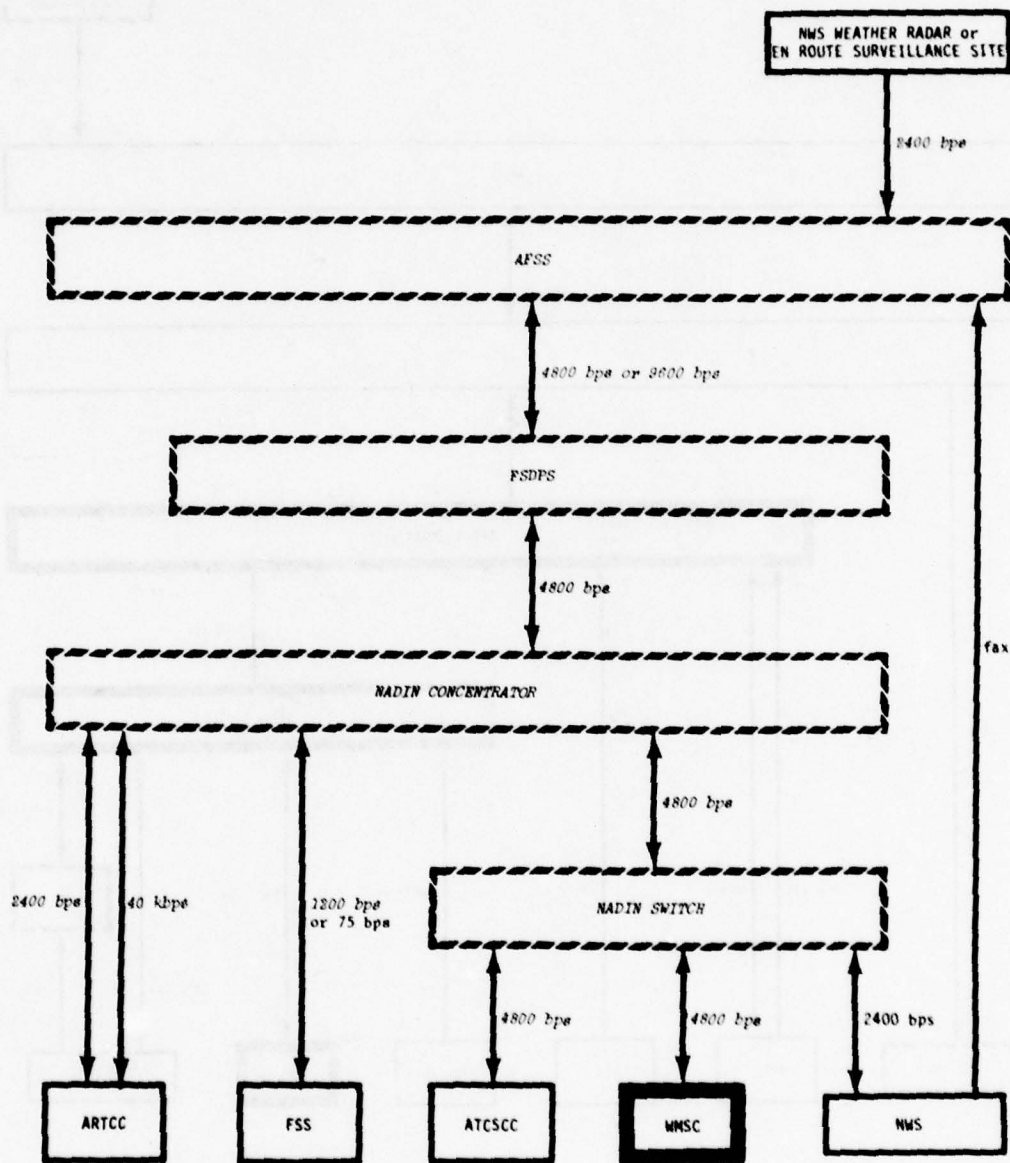 NWS WEATHER RADAR or
EN ROUTE SURVEILLANCE SITE
2400 bps
AFSS
4800 bps or 9600 bps
FSDPS
4800 bps
fax
NADIN CONCENTRATOR
4800 bps
2400 bps
40 kbps
1200 bps
or 75 bps
NADIN SWITCH
4800 bps
4800 bps
2400 bps
ARTCC
FSS
ATCSCC
WMSC
NWS